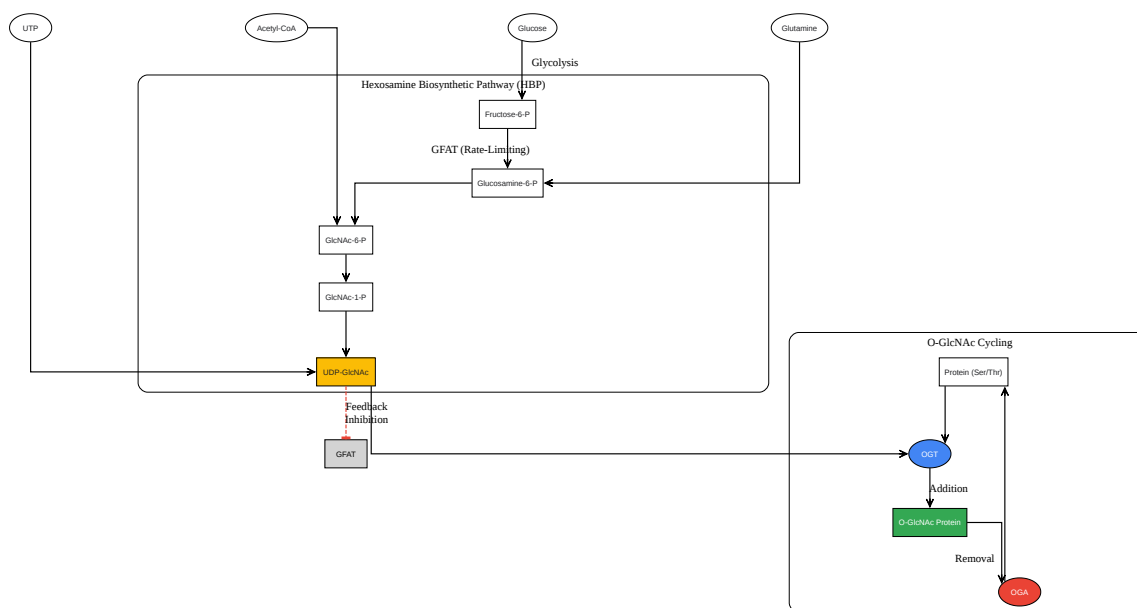 UTP
Acetyl-CoA
Glucose
Glutamine
Glycolysis
Hexosamine Biosynthetic Pathway (HBP)
Fructose-6-P
GFAT (Rate-Limiting)
Glucosamine-6-P
GlcNAc-6-P
GlcNAc-1-P
UDP-GlcNAc
Feedback
Inhibition
GFAT
O-GlcNAc Cycling
Protein (Ser/Thr)
OGT
Addition
O-GlcNAc Protein
Removal
OGA